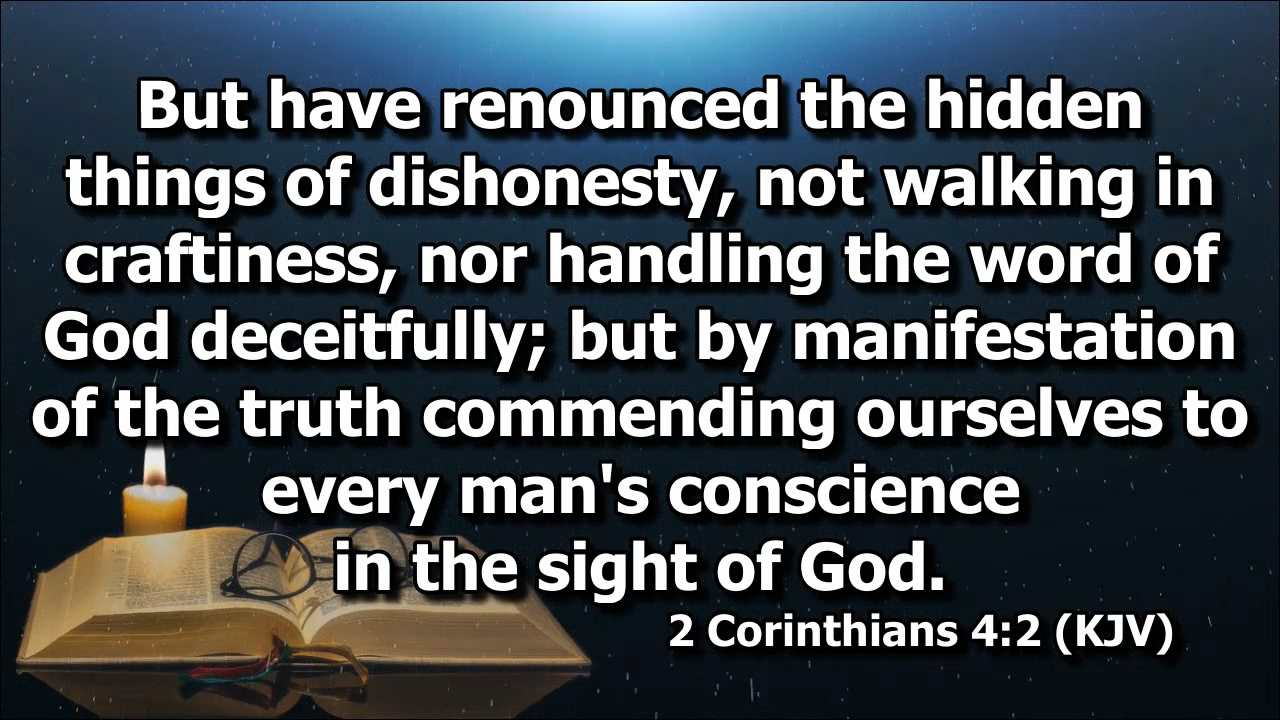 But have renounced the hidden
things of dishonesty, not walking in
craftiness, nor handling the word of
God deceitfully; but by manifestation
of the truth commending ourselves to
every man's conscience
in the sight of God.
2 Corinthians 4:2 (KJV)